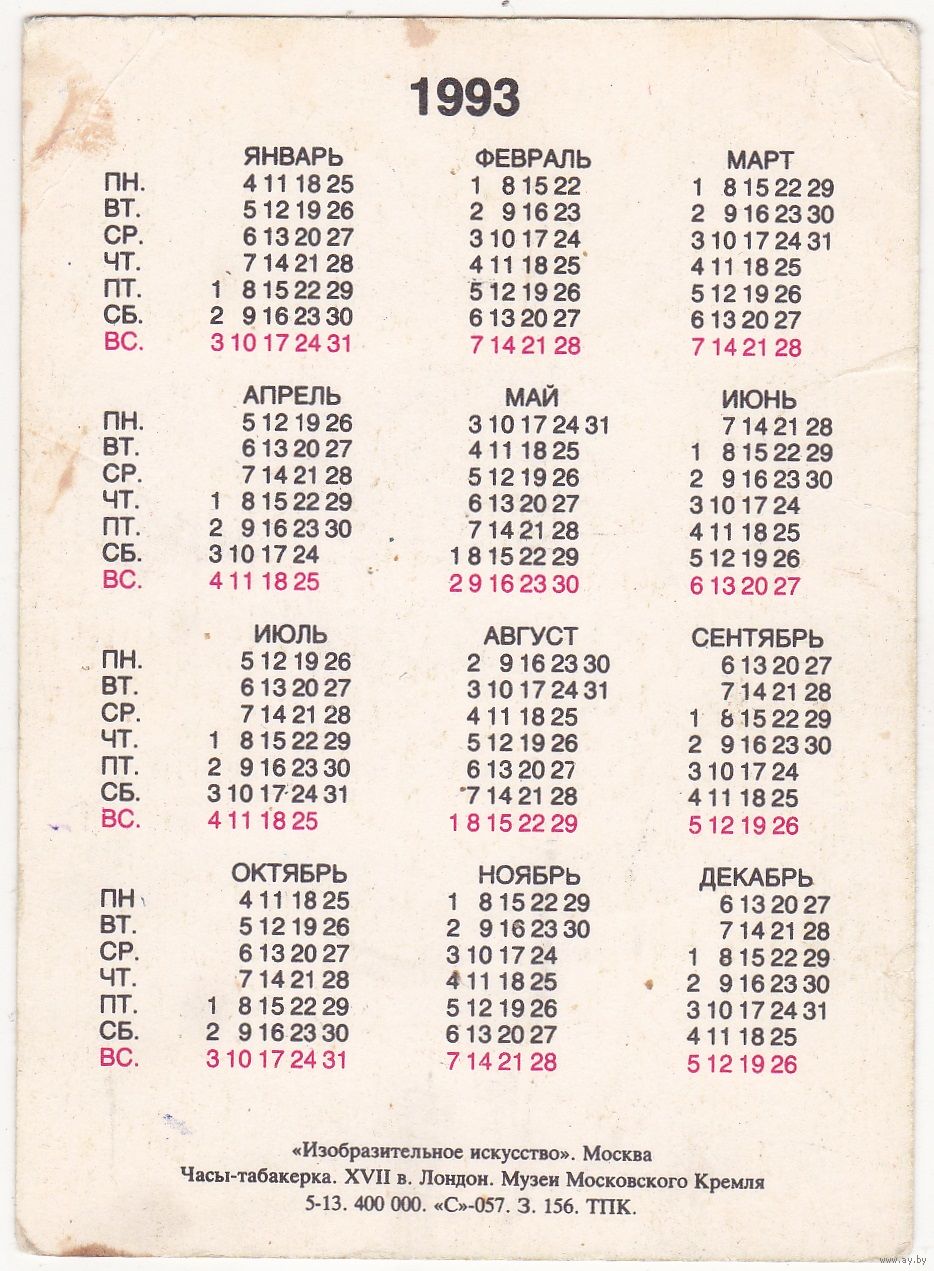 1993
ЯНВАРЬ ФЕВРАЛЬ МАРТ
ПН. 4 11 18 25 1 8 15 22 1 8 15 22 29
ВТ. 5 12 19 26 2 9 16 23 2 9 16 23 30
СР. 6 13 20 27 3 10 17 24 3 10 17 24 31
ЧТ. 7 14 21 28 4 11 18 25 4 11 18 25
ПТ. 1 8 15 22 29 5 12 19 26 5 12 19 26
СБ. 2 9 16 23 30 6 13 20 27 6 13 20 27
ВС. 3 10 17 24 31 7 14 21 28 7 14 21 28
АПРЕЛЬ МАЙ ИЮНЬ
ПН. 5 12 19 26 3 10 17 24 31 7 14 21 28
ВТ. 6 13 20 27 4 11 18 25 1 8 15 22 29
СР. 7 14 21 28 5 12 19 26 2 9 16 23 30
ЧТ. 1 8 15 22 29 6 13 20 27 3 10 17 24
ПТ. 2 9 16 23 30 7 14 21 28 4 11 18 25
СБ. 3 10 17 24 1 8 15 22 29 5 12 19 26
ВС. 4 11 18 25 2 9 16 23 30 6 13 20 27
ИЮЛЬ АВГУСТ СЕНТЯБРЬ
ПН. 5 12 19 26 2 9 16 23 30 6 13 20 27
ВТ. 6 13 20 27 3 10 17 24 31 7 14 21 28
СР. 7 14 21 28 4 11 18 25 1 8 15 22 29
ЧТ. 1 8 15 22 29 5 12 19 26 2 9 16 23 30
ПТ. 2 9 16 23 30 6 13 20 27 3 10 17 24
СБ. 3 10 17 24 31 7 14 21 28 4 11 18 25
ВС. 4 11 18 25 1 8 15 22 29 5 12 19 26
ОКТЯБРЬ НОЯБРЬ ДЕКАБРЬ
ПН 4 11 18 25 1 8 15 22 29 6 13 20 27
ВТ. 5 12 19 26 2 9 16 23 30 7 14 21 28
СР. 6 13 20 27 3 10 17 24 1 8 15 22 29
ЧТ. 7 14 21 28 4 11 18 25 2 9 16 23 30
ПТ. 1 8 15 22 29 5 12 19 26 3 10 17 24 31
СБ. 2 9 16 23 30 6 13 20 27 4 11 18 25
ВС. 3 10 17 24 31 7 14 21 28 5 12 19 26
«Изобразительное искусство». Москва
Часы-табакерка. XVII в. Лондон. Музеи Московского Кремля
5-13. 400 000. «С»-057. З. 156. ТПК.
www.ay.by